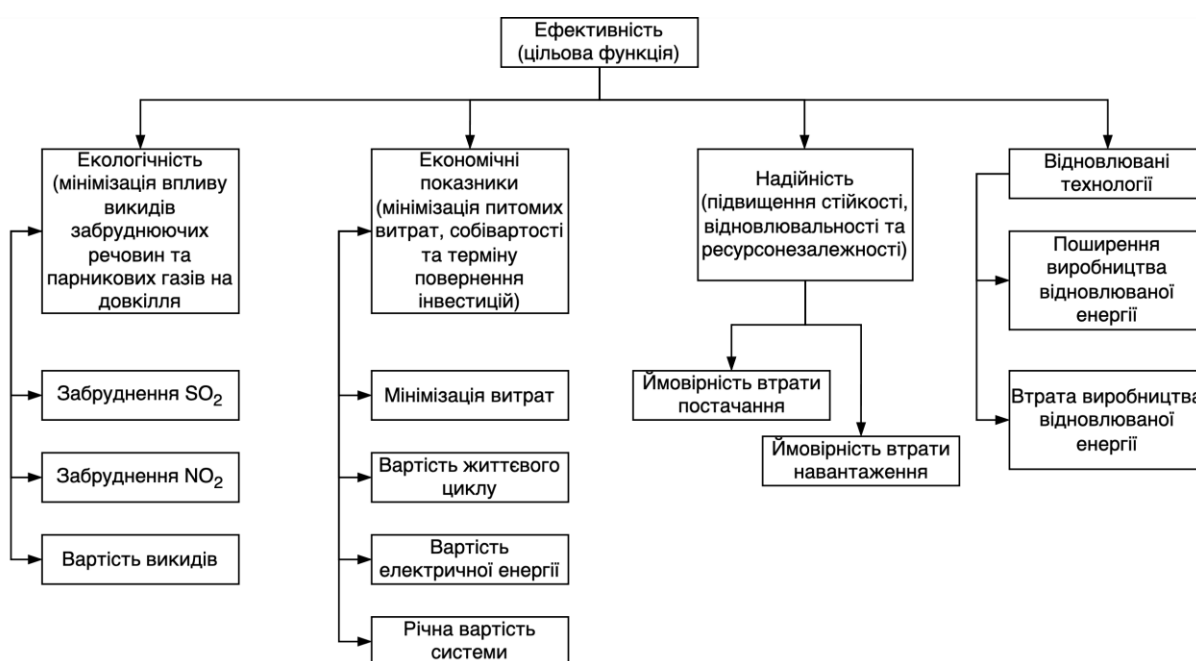 Ефективність
(цільова функція)
Екологічність
(мінімізація впливу
викидів
забруднюючих
речовин та
парникових газів на
довкілля
Економічні
показники
(мінімізація питомих
витрат, собівартості
та терміну
повернення
інвестицій)
Надійність
(підвищення стійкості,
відновлювальності та
ресурсонезалежності)
Відновлювані
технології
Поширення
виробництва
відновлюваної
енергії
Забруднення SO₂
Мінімізація витрат
Ймовірність втрати
постачання
Втрата виробництва
відновлюваної
енергії
Забруднення NO₂
Вартість життєвого
циклу
Ймовірність втрати
навантаження
Вартість викидів
Вартість
електричної енергії
Річна вартість
системи